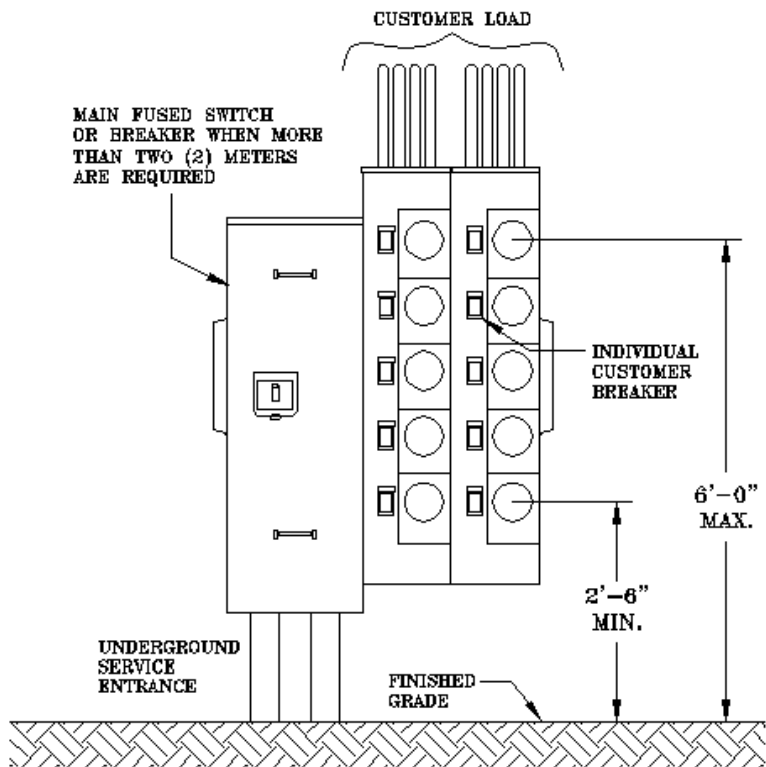 CUSTOMER LOAD
MAIN FUSED SWITCH
OR BREAKER WHEN MORE
THAN TWO (2) METERS
ARE REQUIRED
INDIVIDUAL
CUSTOMER
BREAKER
6'-0"
MAX.
2'-6"
MIN.
UNDERGROUND
SERVICE
ENTRANCE
FINISHED
GRADE